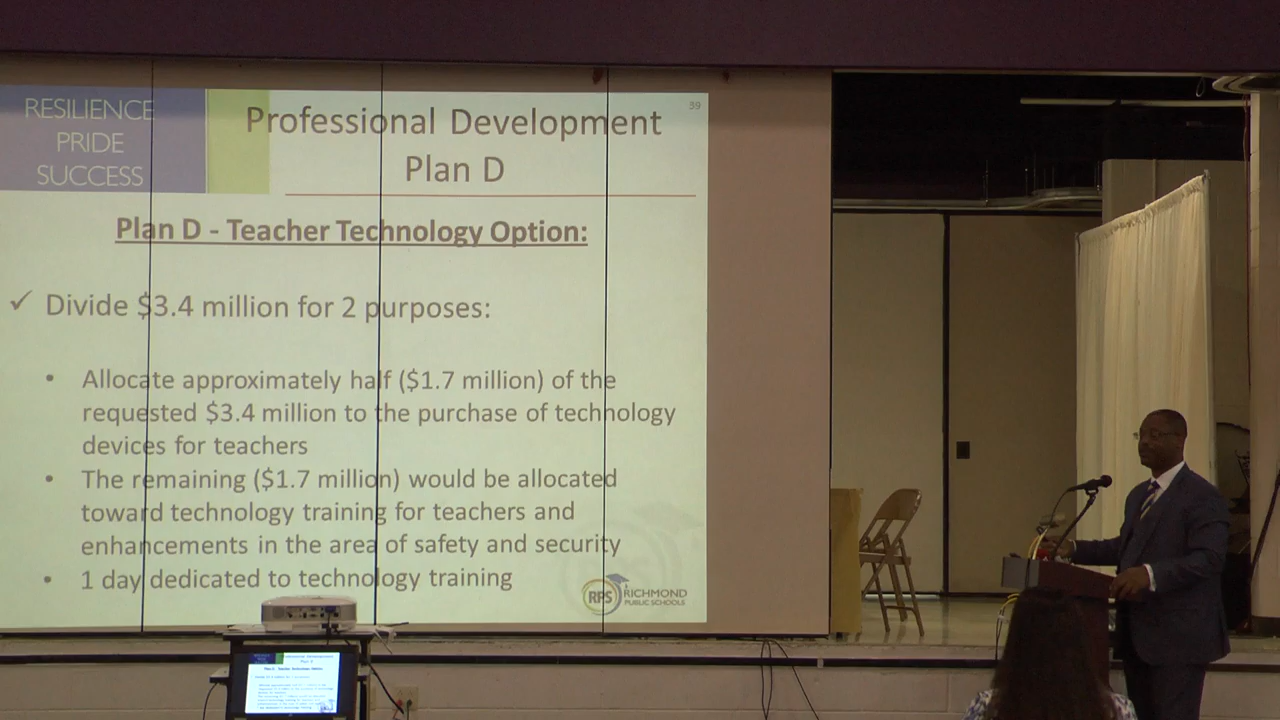 RESILIENCE
PRIDE
SUCCESS
Professional Development
Plan D
39
Plan D - Teacher Technology Option:
✓ Divide $3.4 million for 2 purposes:
• Allocate approximately half ($1.7 million) of the
requested $3.4 million to the purchase of technology
devices for teachers
• The remaining ($1.7 million) would be allocated
toward technology training for teachers and
enhancements in the area of safety and security
• 1 day dedicated to technology training
RPS
RICHMOND
PUBLIC SCHOOLS